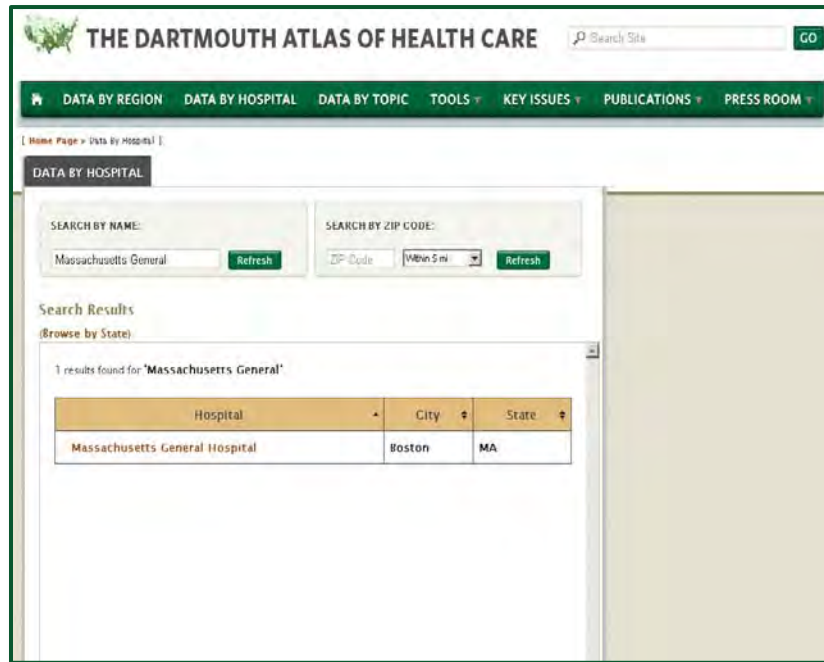 THE DARTMOUTH ATLAS OF HEALTH CARE
Search Site
GO
DATA BY REGION DATA BY HOSPITAL DATA BY TOPIC TOOLS KEY ISSUES PUBLICATIONS PRESS ROOM
[ Home Page > Data By Hospital ]
DATA BY HOSPITAL
SEARCH BY NAME: SEARCH BY ZIP CODE:
Massachusetts General Refresh ZIP Code Within 5 mi Refresh
Search Results
(Browse by State)
1 results found for "Massachusetts General"
Hospital City State
Massachusetts General Hospital Boston MA